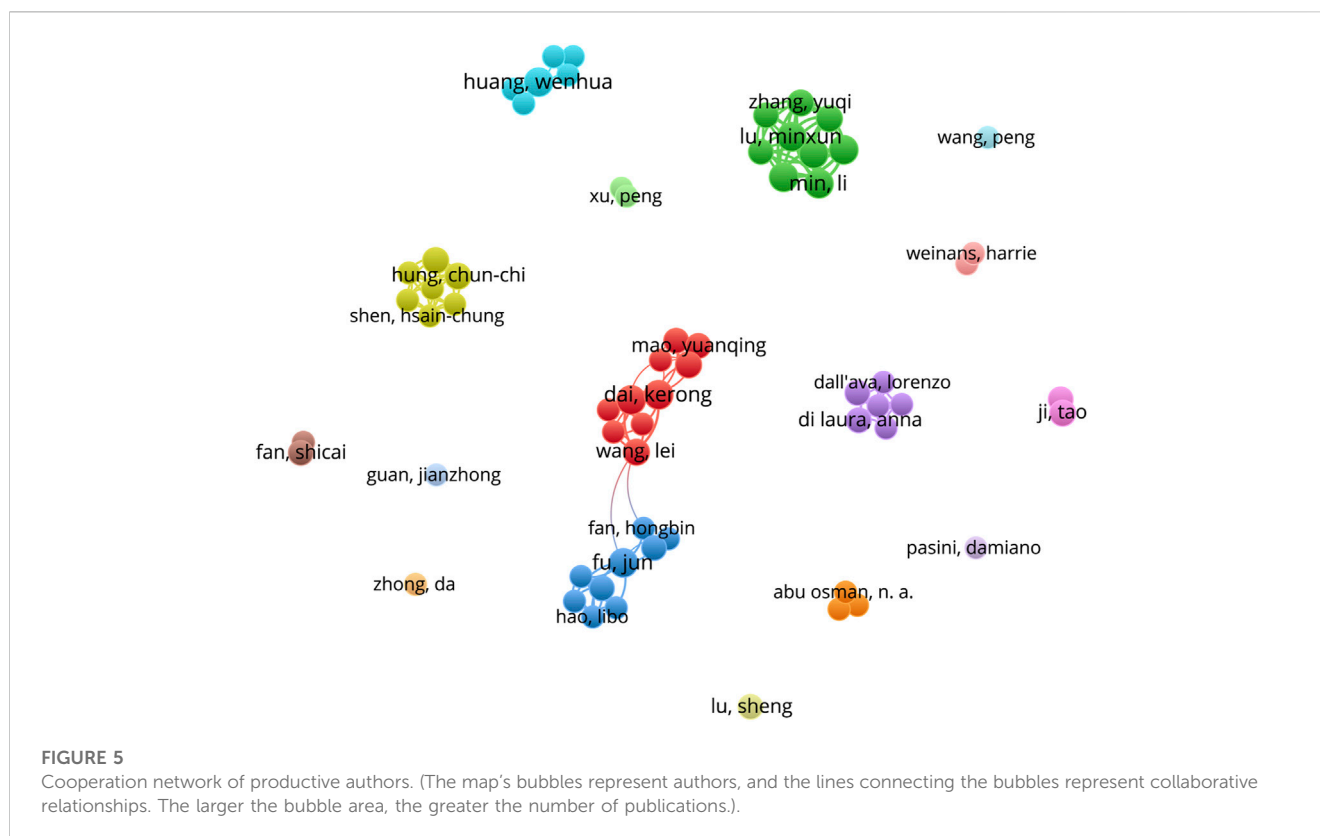 huang, wenhua
zhang, yuqi
lu, minxun
wang, peng
min, li
xu, peng
weinans, harrie
hung, chun-chi
shen, hsain-chung
mao, yuanqing
dall'ava, lorenzo
dai, kerong
ji, tao
di laura, anna
fan, shicai
wang, lei
guan, jianzhong
fan, hongbin
pasini, damiano
fu, jun
zhong, da
abu osman, n. a.
hao, libo
lu, sheng
FIGURE 5
Cooperation network of productive authors. (The map's bubbles represent authors, and the lines connecting the bubbles represent collaborative
relationships. The larger the bubble area, the greater the number of publications.).